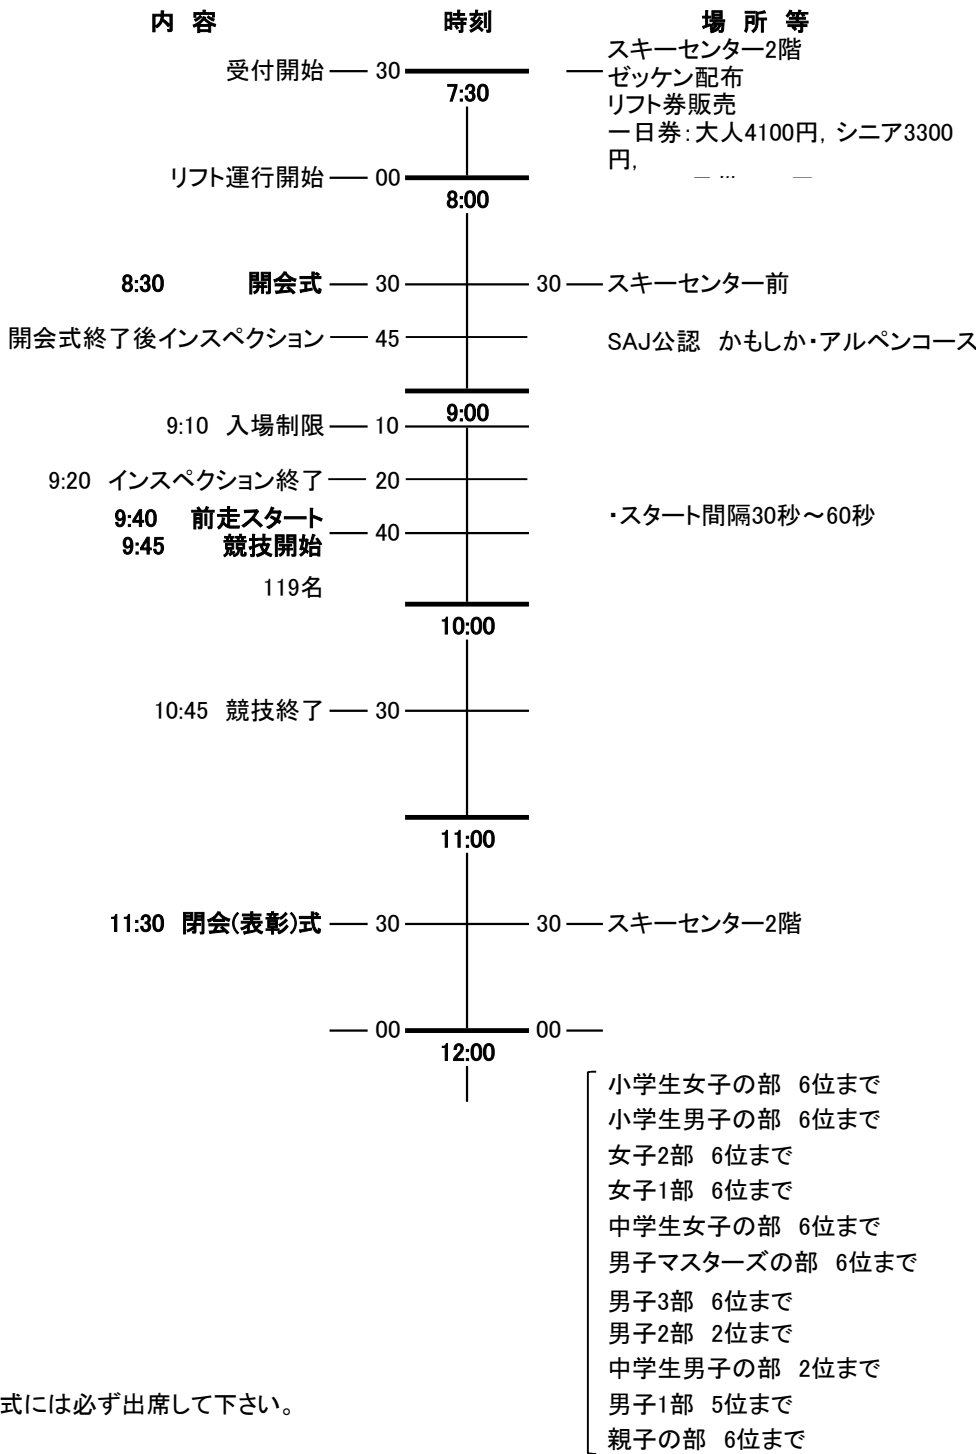 内 容 時刻 場 所 等
受付開始 30 スキーセンター2階
7:30 ゼッケン配布
リフト券販売
一日券：大人4100円，シニア3300
円，
リフト運行開始 00
8:00
8:30 開会式 30 30 スキーセンター前
開会式終了後インスペクション 45 SAJ公認 かもしか・アルペンコース
9:00
9:10 入場制限 10
9:20 インスペクション終了 20
9:40 前走スタート ・スタート間隔30秒～60秒
40
9:45 競技開始
119名
10:00
10:45 競技終了 30
11:00
11:30 閉会(表彰)式 30 30 スキーセンター2階
00 00
12:00
小学生女子の部 6位まで
小学生男子の部 6位まで
女子2部 6位まで
女子1部 6位まで
中学生女子の部 6位まで
男子マスターズの部 6位まで
男子3部 6位まで
男子2部 2位まで
中学生男子の部 2位まで
式には必ず出席して下さい。 男子1部 5位まで
親子の部 6位まで